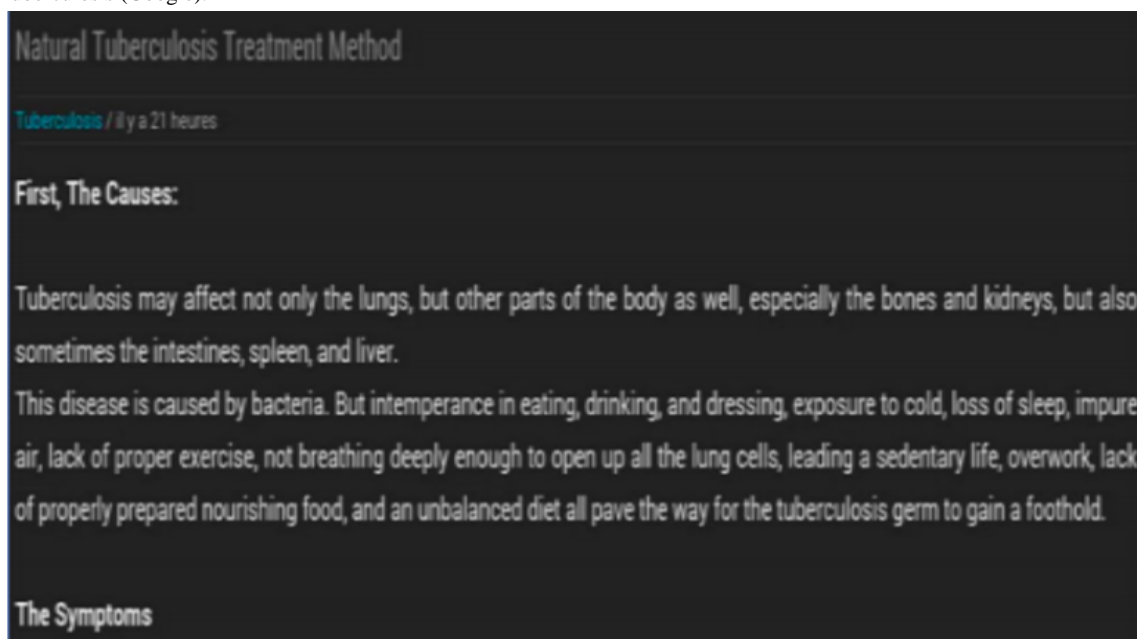 Natural Tuberculosis Treatment Method
Tuberculosis / il y a 21 heures
First, The Causes:
Tuberculosis may affect not only the lungs, but other parts of the body as well, especially the bones and kidneys, but also
sometimes the intestines, spleen, and liver.
This disease is caused by bacteria. But intemperance in eating, drinking, and dressing, exposure to cold, loss of sleep, impure
air, lack of proper exercise, not breathing deeply enough to open up all the lung cells, leading a sedentary life, overwork, lack
of properly prepared nourishing food, and an unbalanced diet all pave the way for the tuberculosis germ to gain a foothold.
The Symptoms